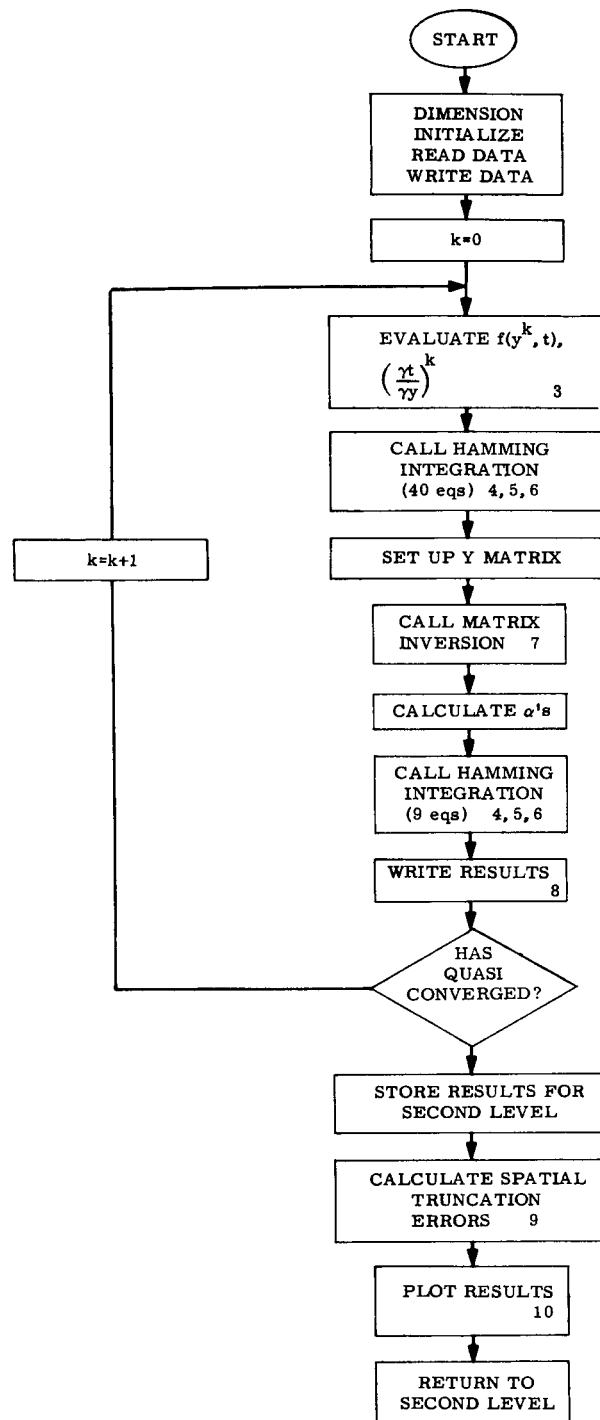 START
DIMENSION
INITIALIZE
READ DATA
WRITE DATA
k=0
EVALUATE f(y^k, t),
(γt/γy)^k
3
CALL HAMMING
INTEGRATION
(40 eqs) 4, 5, 6
k=k+1
SET UP Y MATRIX
CALL MATRIX
INVERSION 7
CALCULATE α's
CALL HAMMING
INTEGRATION
(9 eqs) 4, 5, 6
WRITE RESULTS
8
HAS
QUASI
CONVERGED?
STORE RESULTS FOR
SECOND LEVEL
CALCULATE SPATIAL
TRUNCATION
ERRORS 9
PLOT RESULTS
10
RETURN TO
SECOND LEVEL